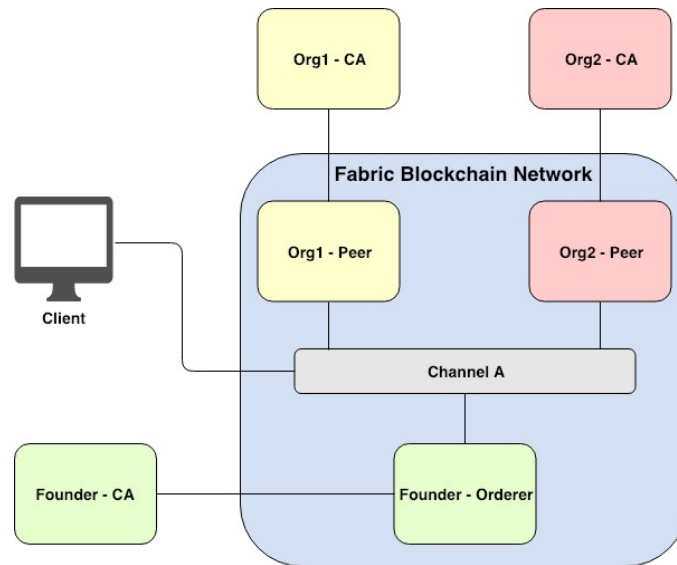 Org1 - CA
Org2 - CA
Fabric Blockchain Network
Org1 - Peer
Org2 - Peer
Client
Channel A
Founder - CA
Founder - Orderer